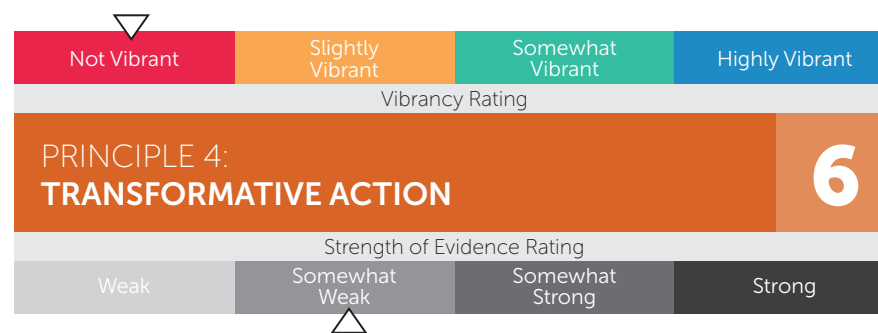 Not Vibrant
Slightly
Vibrant
Somewhat
Vibrant
Highly Vibrant
Vibrancy Rating
PRINCIPLE 4:
TRANSFORMATIVE ACTION
6
Strength of Evidence Rating
Weak
Somewhat
Weak
Somewhat
Strong
Strong